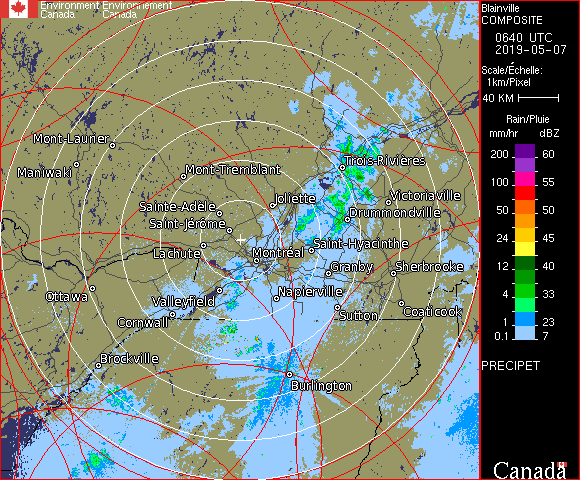 Environment Environnement
Canada Canada
Blainville
COMPOSITE
0640 UTC
2019-05-07
Scale/Échelle:
1km/Pixel
40 KM
Rain/Pluie
mm/hr dBZ
200 60
100 55
50 50
24 45
12 40
4 33
1 23
0.1 7
PRECIPET
Canada
Mont-Laurier
Maniwaki
Mont-Tremblant
Trois-Rivières
Joliette
Victoriaville
Sainte-Adele
Drummondville
Saint-Jérôme
Saint-Hyacinthe
Lachute
Montréal
Granby
Sherbrooke
Ottawa
Valleyfield
Napierville
Cornwall
Sutton
Coaticook
Brockville
Burlington